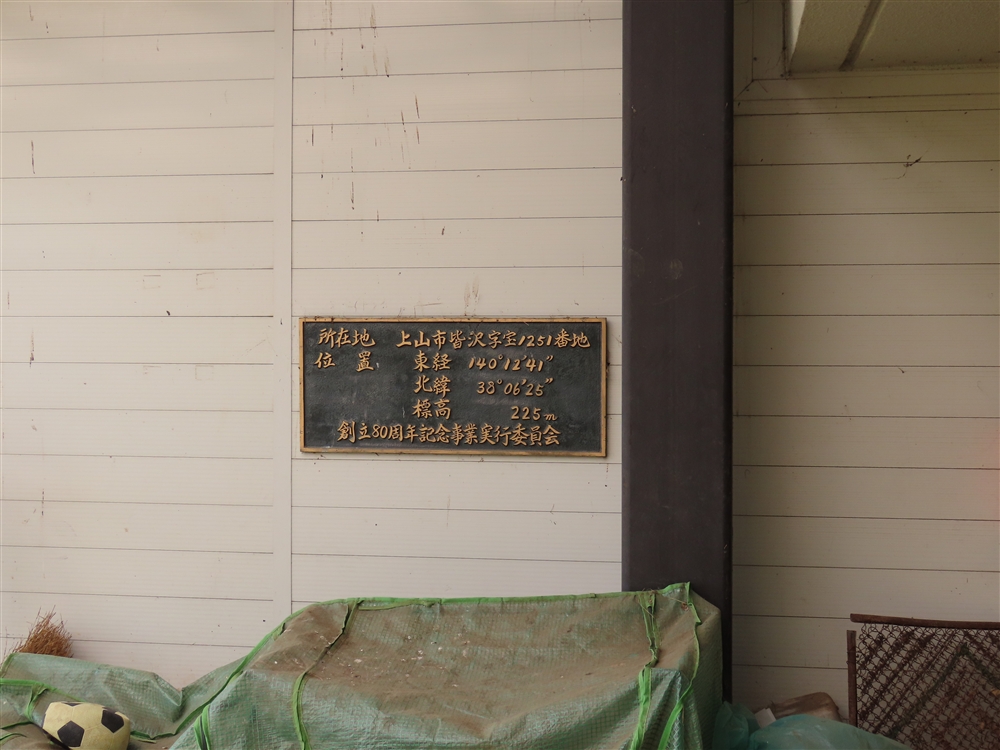 所在地 上山市皆沢字宝1251番地
位置 東経 140°12′41″
北緯 38°06′25″
標高 225m
創立80周年記念事業実行委員会